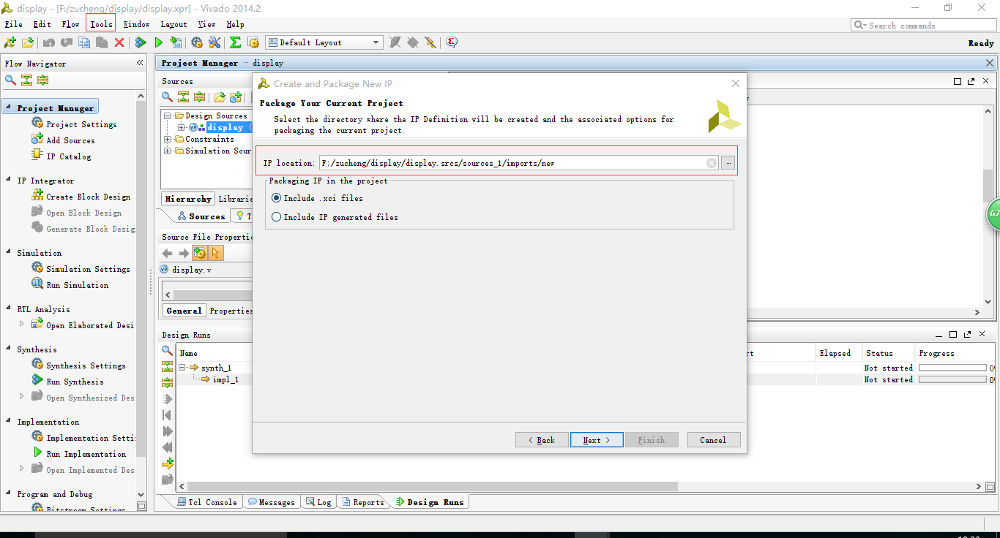 display - [F:/zucheng/display/display.xpr] - Vivado 2014.2
File Edit Flow Tools Window Layout View Help
Search commands
Default Layout
Ready
Flow Navigator
Project Manager
Project Settings
Add Sources
IP Catalog
IP Integrator
Create Block Design
Open Block Design
Generate Block Desig
Simulation
Simulation Settings
Run Simulation
RTL Analysis
Open Elaborated Desi
Synthesis
Synthesis Settings
Run Synthesis
Open Synthesized Des
Implementation
Implementation Setti
Run Implementation
Open Implemented Des
Program and Debug
Bitstream Settings
Project Manager - display
Sources
Design Sources
display (
Constraints
Simulation Sour
Hierarchy Librarie
Sources T
Source File Propertie
display.v
General Properties
Create and Package New IP
Package Your Current Project
Select the directory where the IP Definition will be created and the associated options for
packaging the current project.
IP location: F:/zucheng/display/display.srcs/sources_1/imports/new
...
Packaging IP in the project
Include .xci files
Include IP generated files
< Back Next > Finish Cancel
67
Design Runs
Name rt Elapsed Status Progress
synth_1 Not started 0
impl_1 Not started 0
Tcl Console Messages Log Reports Design Runs